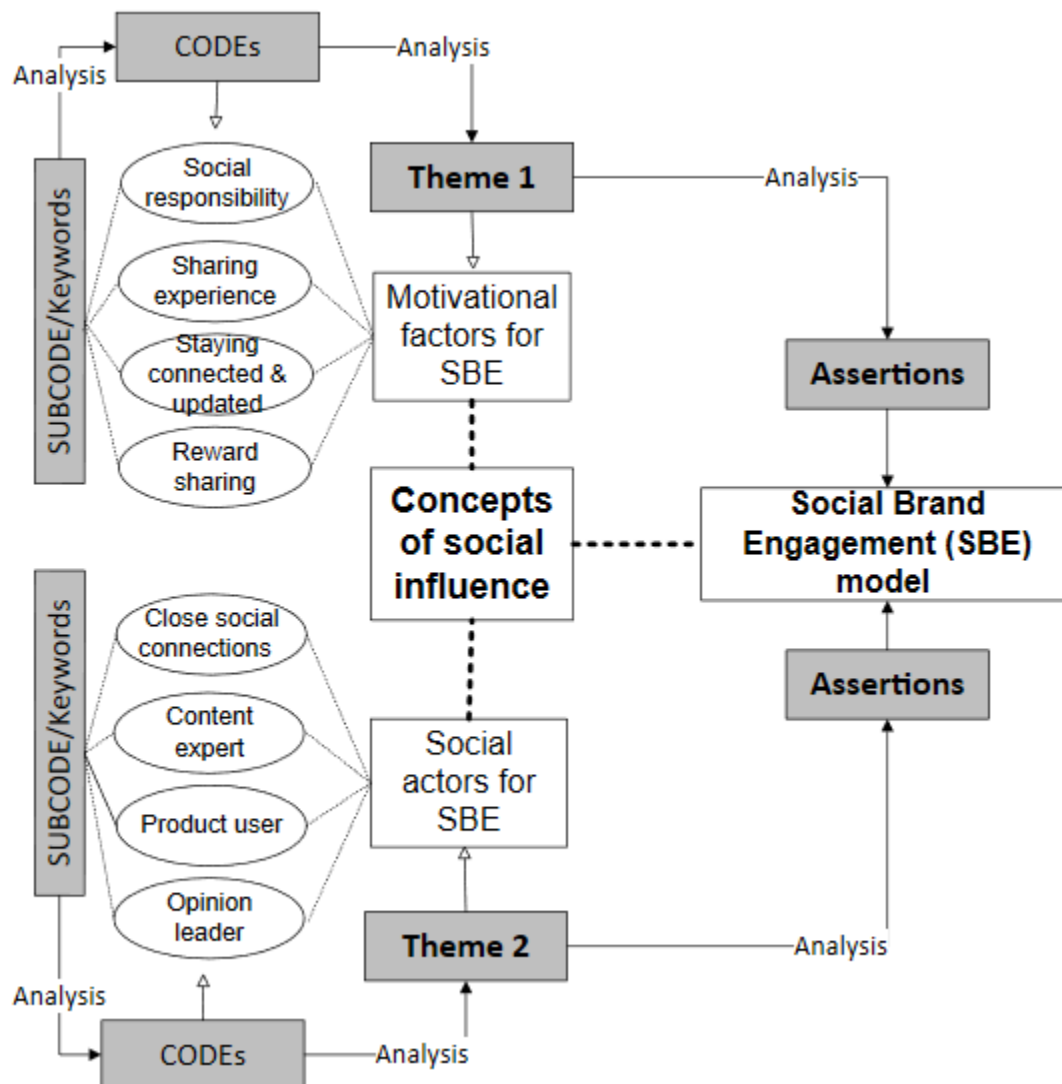 CODEs
Analysis
Analysis
SUBCODE/Keywords
Social
responsibility
Sharing
experience
Staying
connected &
updated
Reward
sharing
Theme 1
Analysis
Motivational
factors for
SBE
Assertions
Concepts
of social
influence
Social Brand
Engagement (SBE)
model
SUBCODE/Keywords
Close social
connections
Content
expert
Product user
Opinion
leader
Social
actors for
SBE
Assertions
Theme 2
Analysis
Analysis
CODEs
Analysis